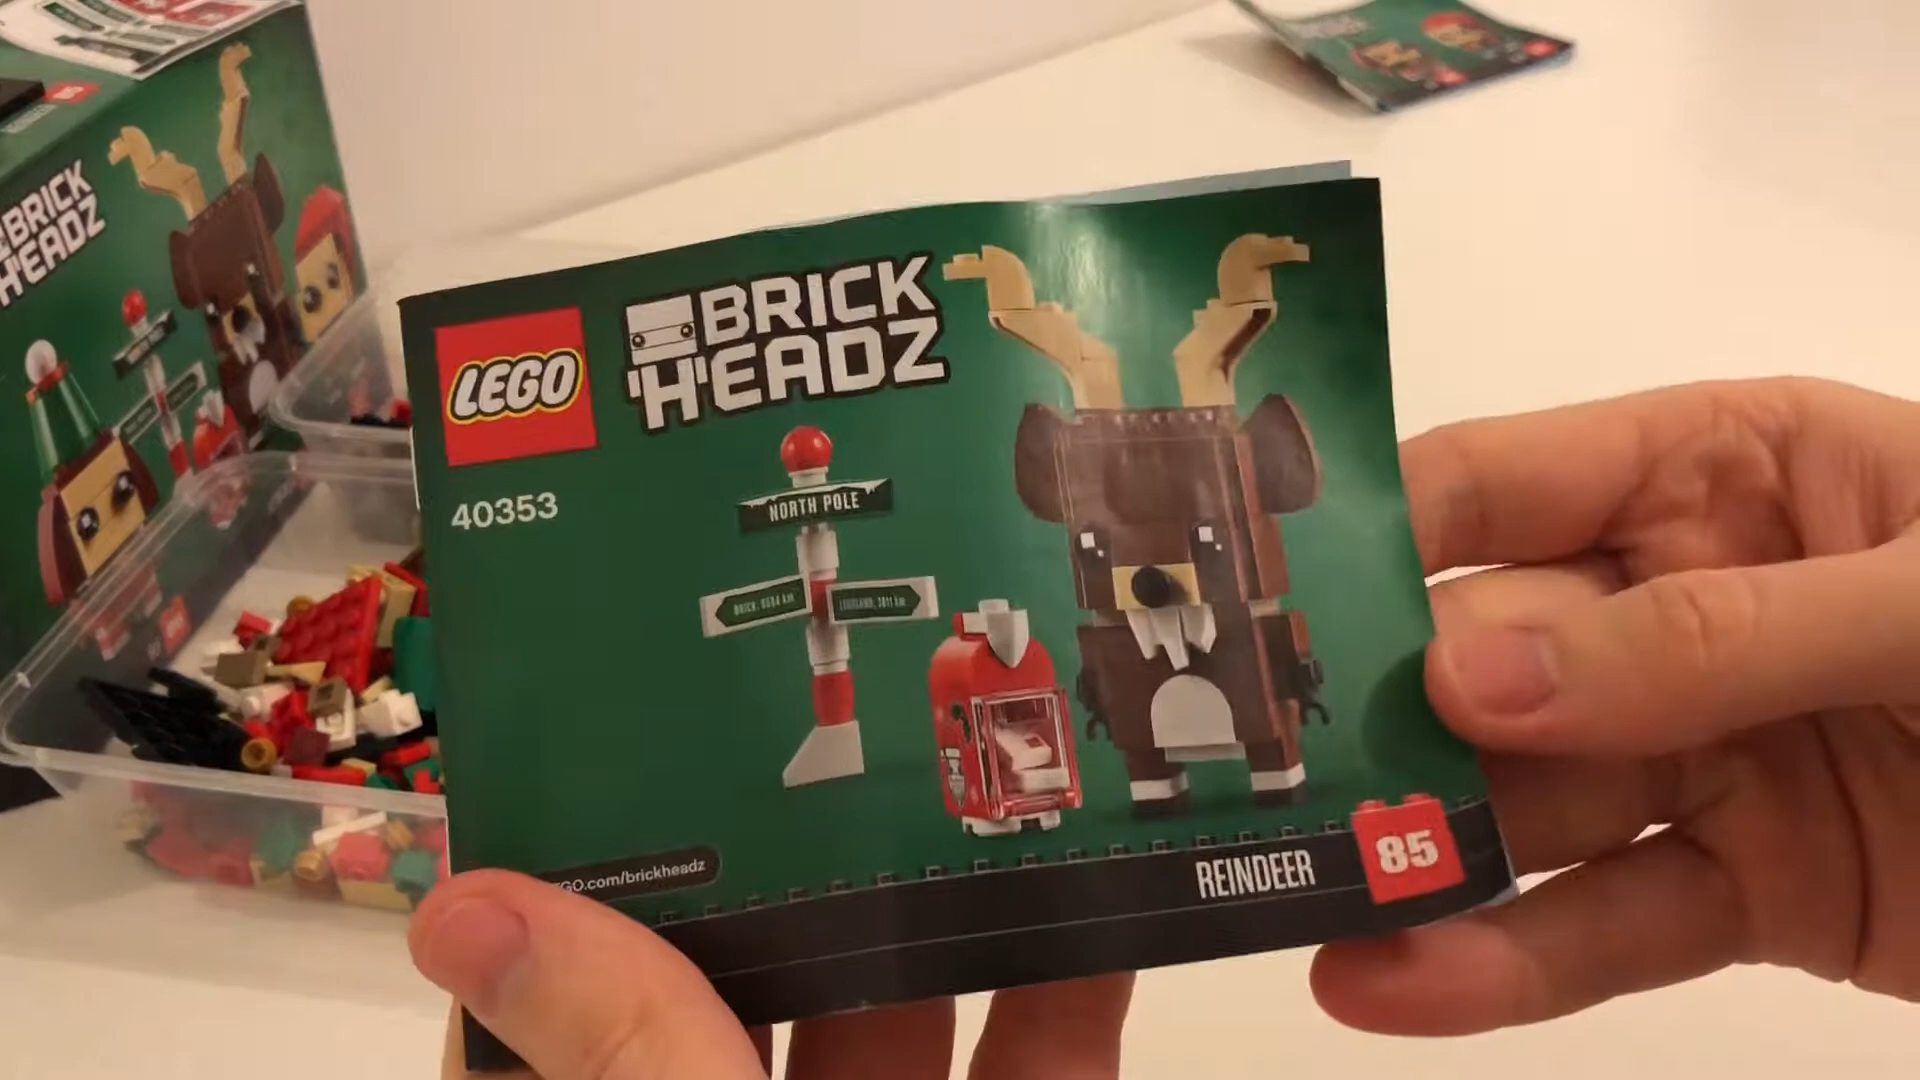 BRICK
HEADZ
LEGO
BRICK
HEADZ
40353
NORTH POLE
REINDEER
85
GO.com/brickheadz